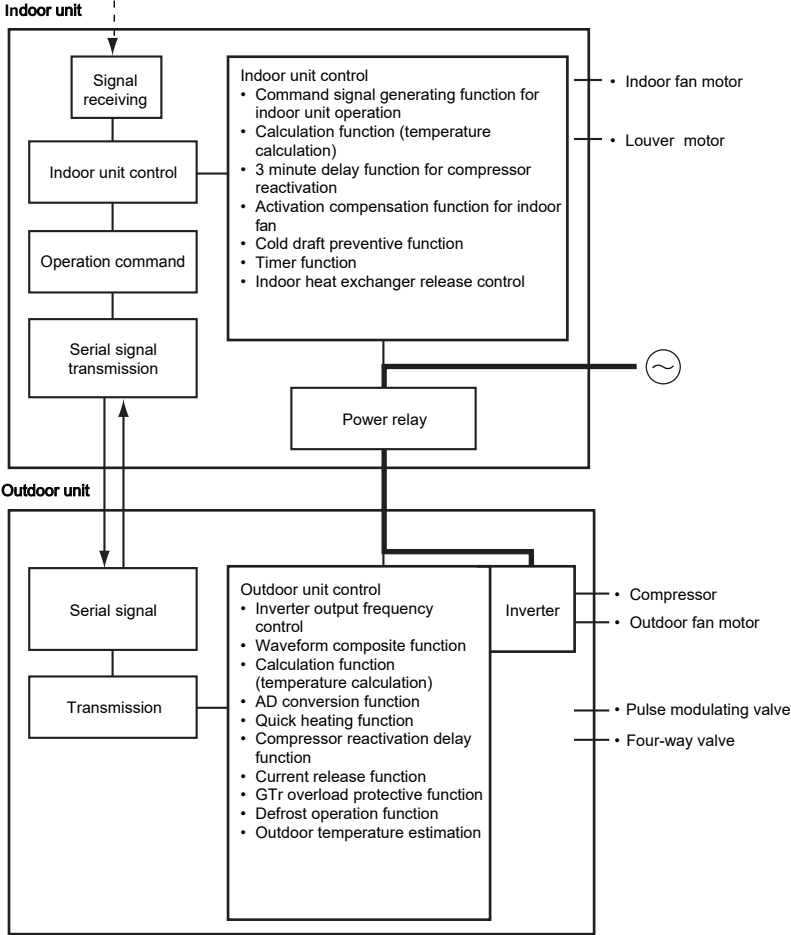 Indoor unit
Signal
receiving
Indoor unit control
Operation command
Serial signal
transmission
Indoor unit control
• Command signal generating function for
indoor unit operation
• Calculation function (temperature
calculation)
• 3 minute delay function for compressor
reactivation
• Activation compensation function for indoor
fan
• Cold draft preventive function
• Timer function
• Indoor heat exchanger release control
• Indoor fan motor
• Louver motor
Power relay
Outdoor unit
Serial signal
Transmission
Outdoor unit control
• Inverter output frequency
control
• Waveform composite function
• Calculation function
(temperature calculation)
• AD conversion function
• Quick heating function
• Compressor reactivation delay
function
• Current release function
• GTr overload protective function
• Defrost operation function
• Outdoor temperature estimation
Inverter
• Compressor
• Outdoor fan motor
• Pulse modulating valve
• Four-way valve